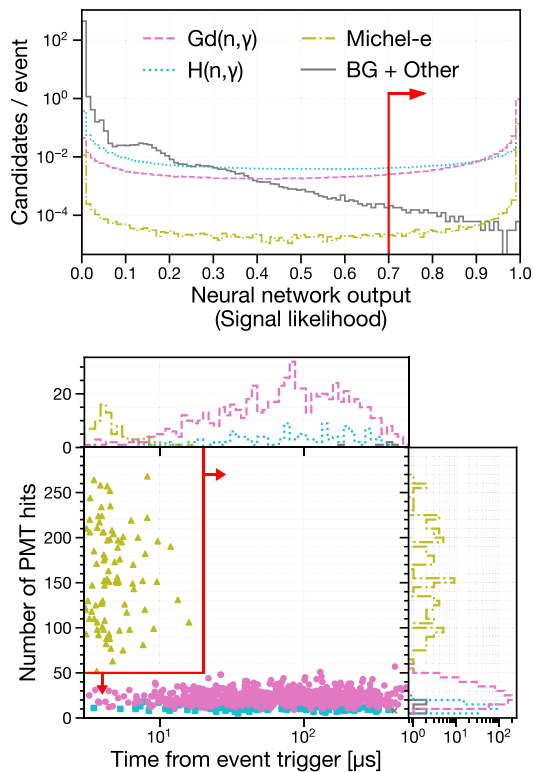 Candidates / event
10²
10⁰
10⁻²
10⁻⁴
Gd(n,γ)
H(n,γ)
Michel-e
BG + Other
0.0 0.1 0.2 0.3 0.4 0.5 0.6 0.7 0.8 0.9 1.0
Neural network output
(Signal likelihood)
20
0
Number of PMT hits
250
200
150
100
50
0
10¹ 10²
10⁰ 10¹ 10²
Time from event trigger [μs]